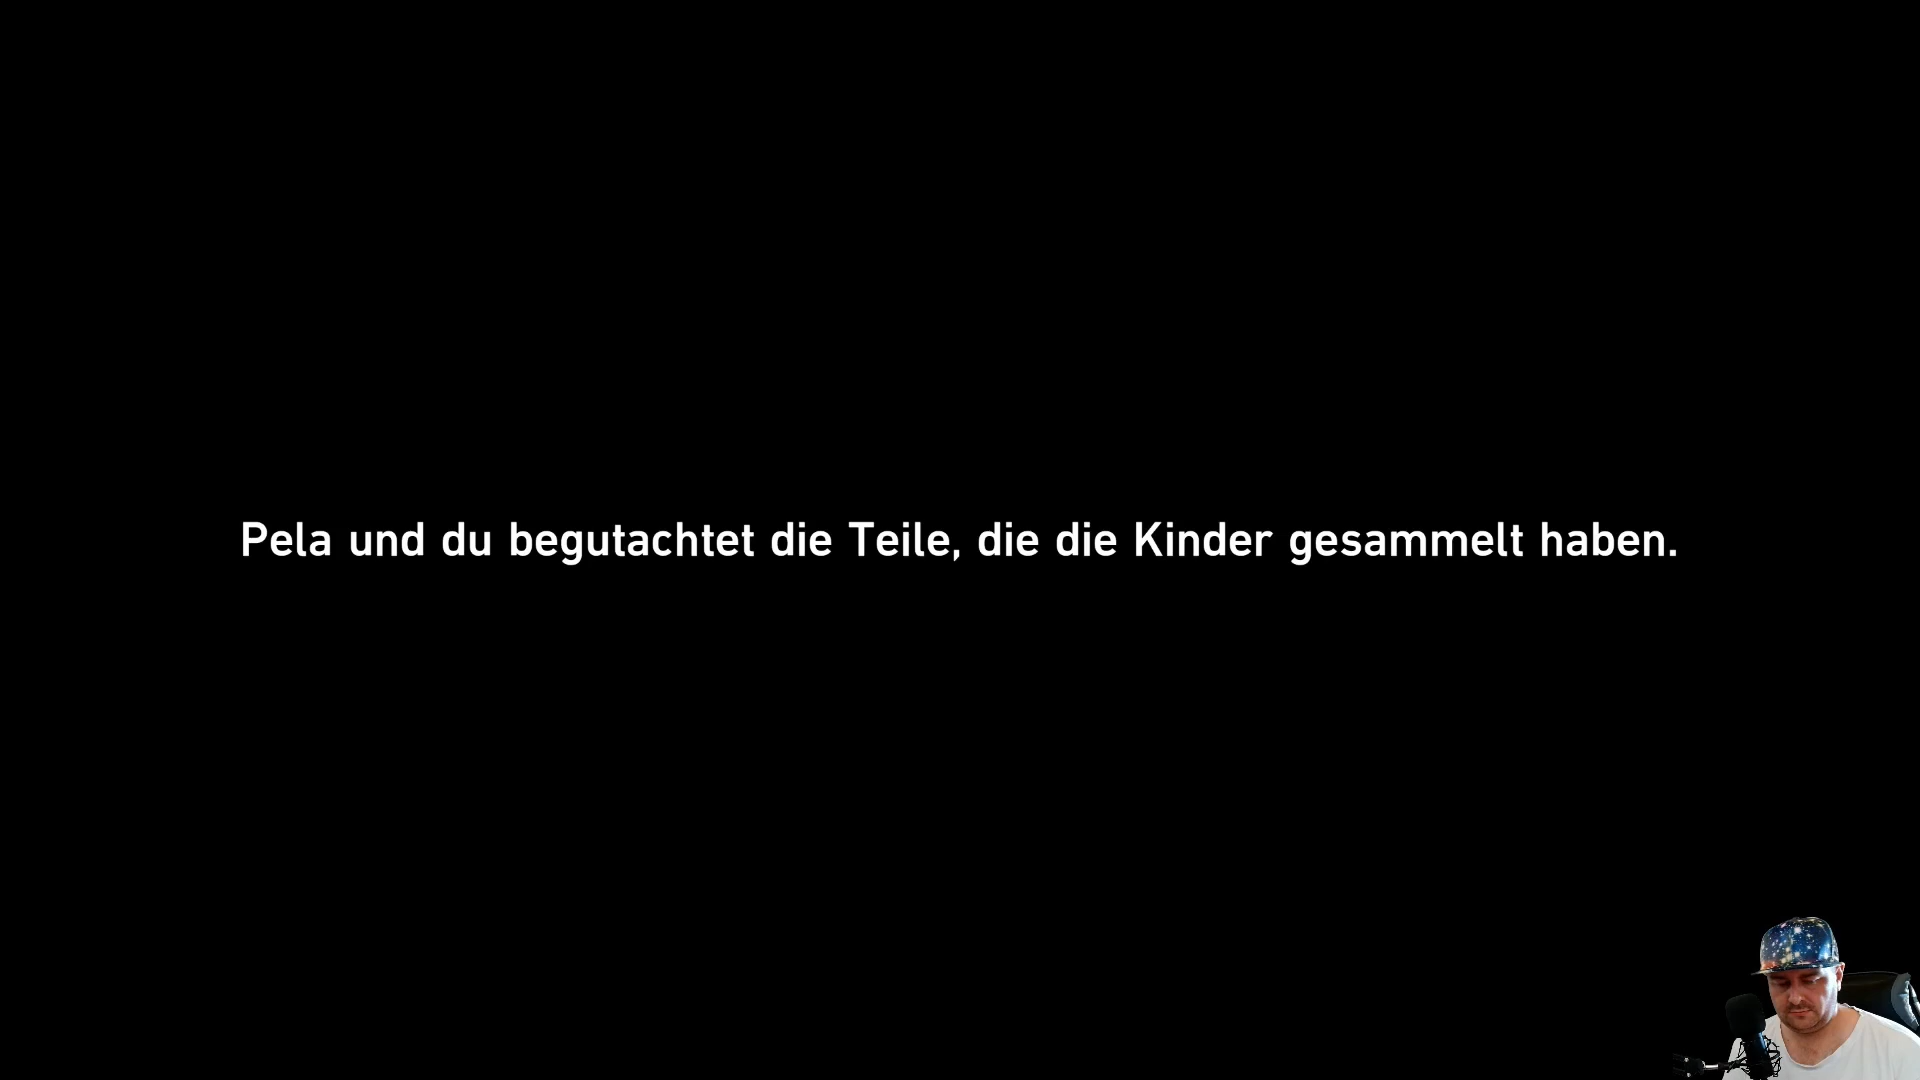 Pela und du begutachtet die Teile, die die Kinder gesammelt haben.